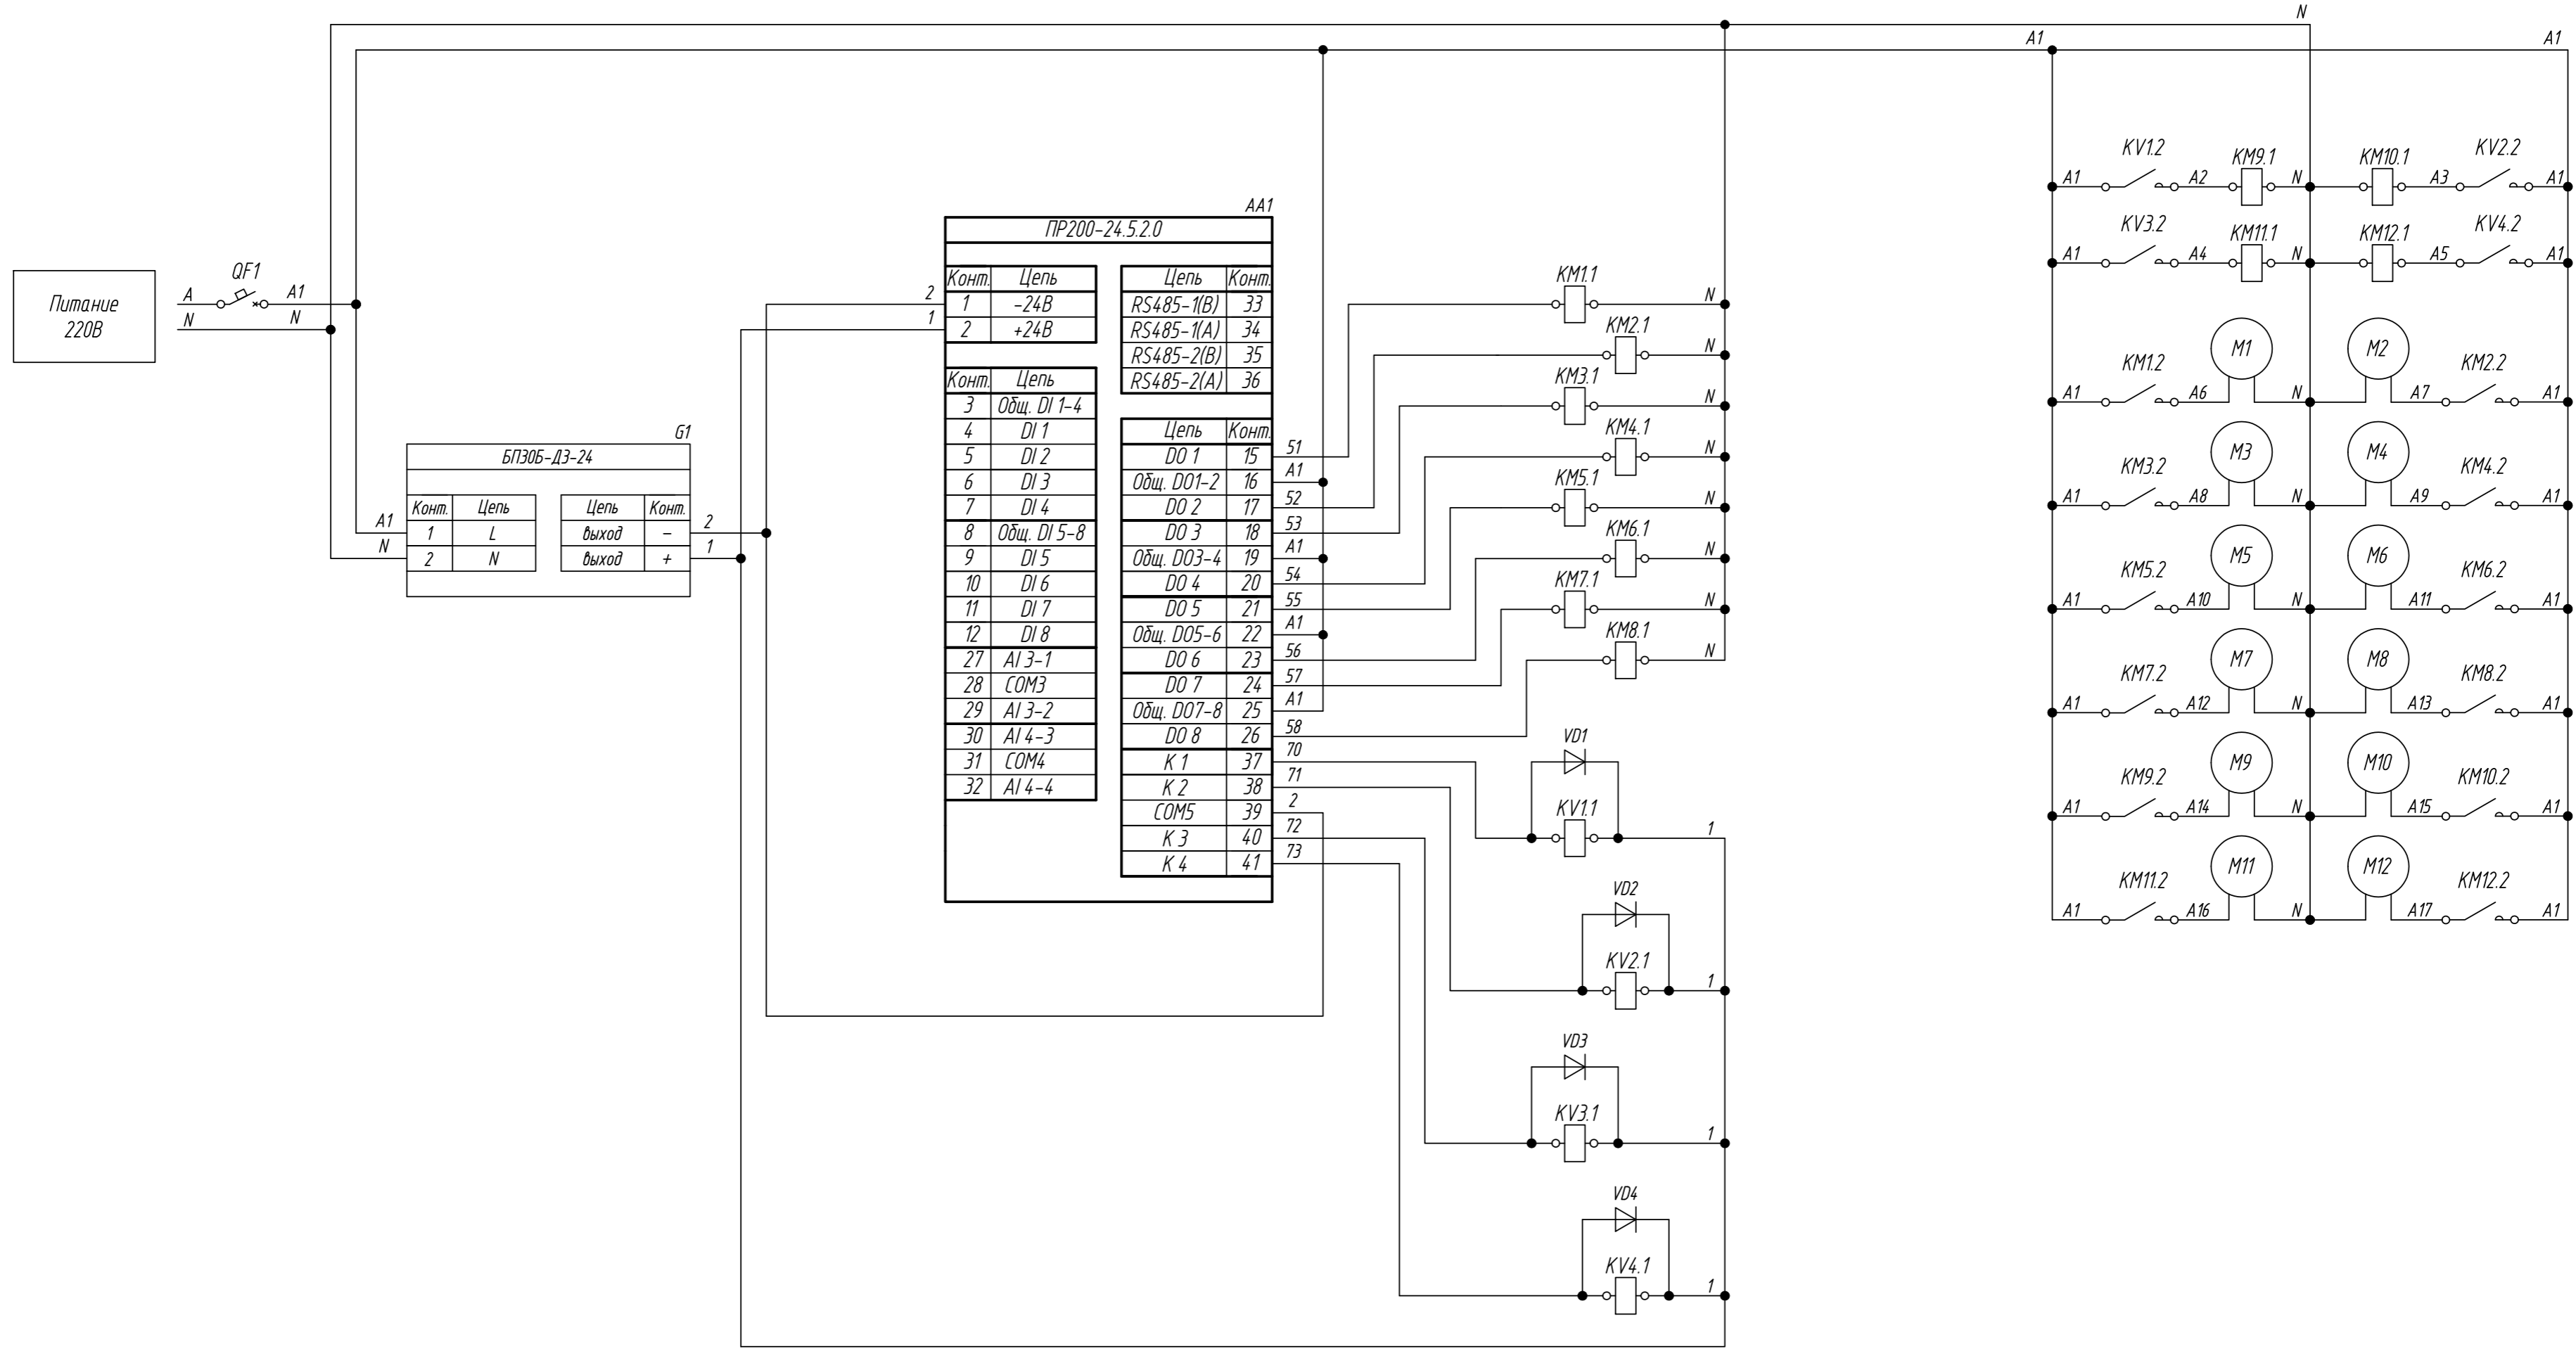 N
A1
A1
Питание
220В
A
QF1
A1
N
N
G1
БП30Б-Д3-24
Конт.
Цепь
Цепь
Конт.
A1
1
L
выход
–
2
N
2
N
выход
+
1
AA1
ПР200-24.5.2.0
Конт.
Цепь
2
1
-24В
1
2
+24В
Цепь
Конт.
RS485-1(B)
33
RS485-1(A)
34
RS485-2(B)
35
RS485-2(A)
36
Конт.
Цепь
3
Общ. DI 1-4
4
DI 1
5
DI 2
6
DI 3
7
DI 4
8
Общ. DI 5-8
9
DI 5
10
DI 6
11
DI 7
12
DI 8
27
AI 3-1
28
COM3
29
AI 3-2
30
AI 4-3
31
COM4
32
AI 4-4
Цепь
Конт.
DO 1
15
51
Общ. DO1-2
16
A1
DO 2
17
52
DO 3
18
53
Общ. DO3-4
19
A1
DO 4
20
54
DO 5
21
55
Общ. DO5-6
22
A1
DO 6
23
56
DO 7
24
57
Общ. DO7-8
25
A1
DO 8
26
58
К 1
37
70
К 2
38
71
COM5
39
2
К 3
40
72
К 4
41
73
KM1.1
N
KM2.1
N
KM3.1
N
KM4.1
N
KM5.1
N
KM6.1
N
KM7.1
N
KM8.1
N
VD1
KV1.1
1
VD2
KV2.1
1
VD3
KV3.1
1
VD4
KV4.1
1
KV1.2
KM9.1
KM10.1
KV2.2
A1
A2
N
A3
A1
KV3.2
KM11.1
KM12.1
KV4.2
A1
A4
N
A5
A1
M1
M2
KM1.2
KM2.2
A1
A6
N
A7
A1
M3
M4
KM3.2
KM4.2
A1
A8
N
A9
A1
M5
M6
KM5.2
KM6.2
A1
A10
N
A11
A1
M7
M8
KM7.2
KM8.2
A1
A12
N
A13
A1
M9
M10
KM9.2
KM10.2
A1
A14
N
A15
A1
M11
M12
KM11.2
KM12.2
A1
A16
N
A17
A1